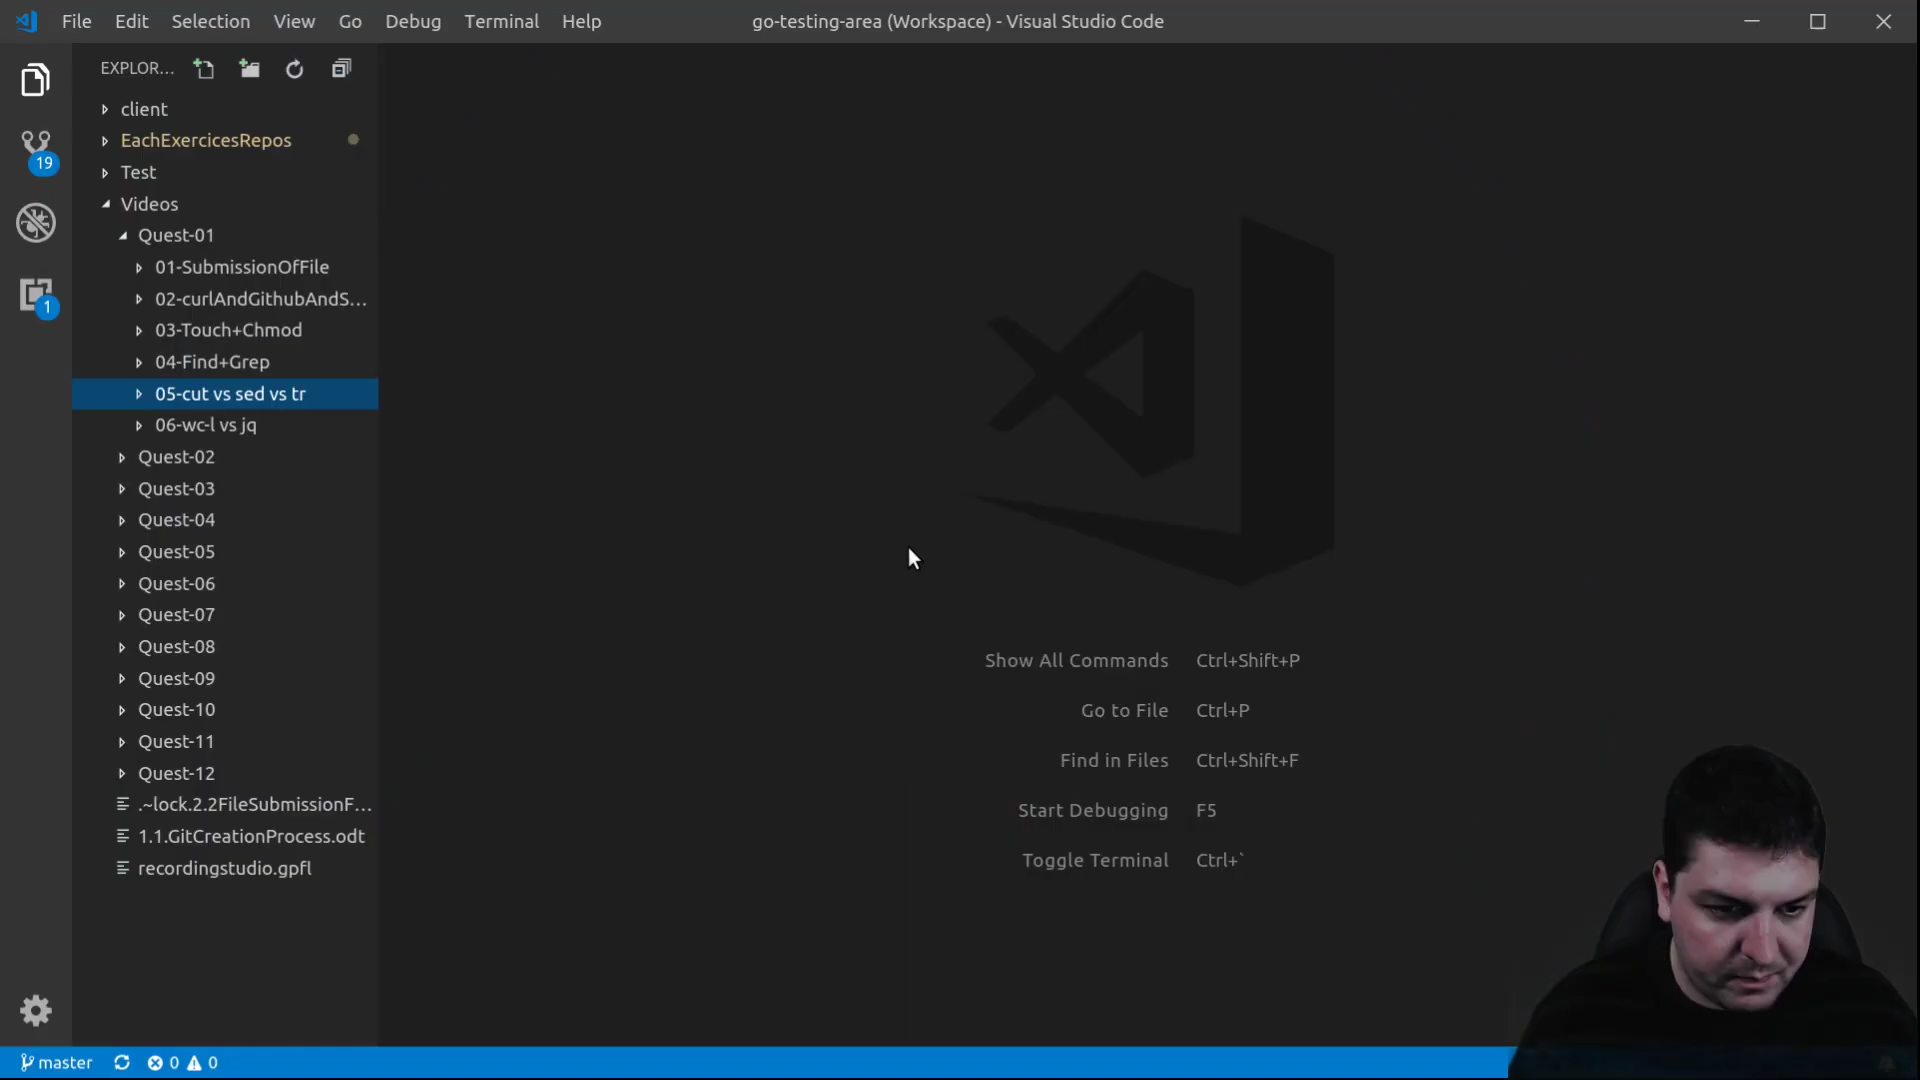 File Edit Selection View Go Debug Terminal Help go-testing-area (Workspace) - Visual Studio Code
EXPLOR...
client
EachExercicesRepos
Test
Videos
Quest-01
01-SubmissionOfFile
02-curlAndGithubAndS...
03-Touch+Chmod
04-Find+Grep
05-cut vs sed vs tr
06-wc-l vs jq
Quest-02
Quest-03
Quest-04
Quest-05
Quest-06
Quest-07
Quest-08
Quest-09
Quest-10
Quest-11
Quest-12
.~lock.2.2FileSubmissionF...
1.1.GitCreationProcess.odt
recordingstudio.gpfl
19
1
Show All Commands Ctrl+Shift+P
Go to File Ctrl+P
Find in Files Ctrl+Shift+F
Start Debugging F5
Toggle Terminal Ctrl+`
master 0 0